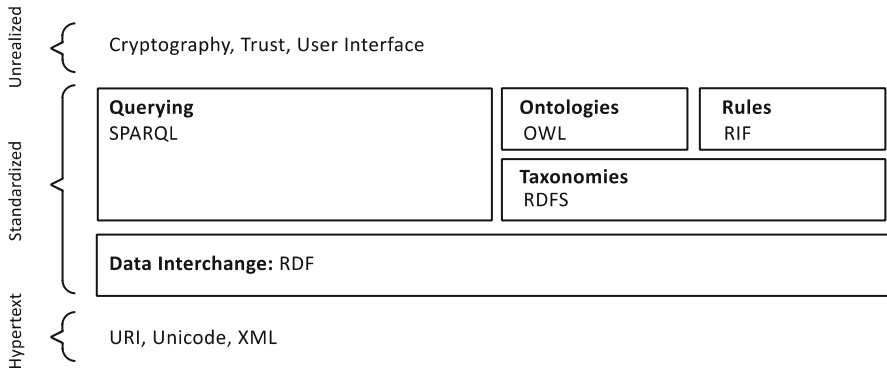 Unrealized
Cryptography, Trust, User Interface
Standardized
Querying
SPARQL
Ontologies
OWL
Rules
RIF
Taxonomies
RDFS
Data Interchange: RDF
Hypertext
URI, Unicode, XML